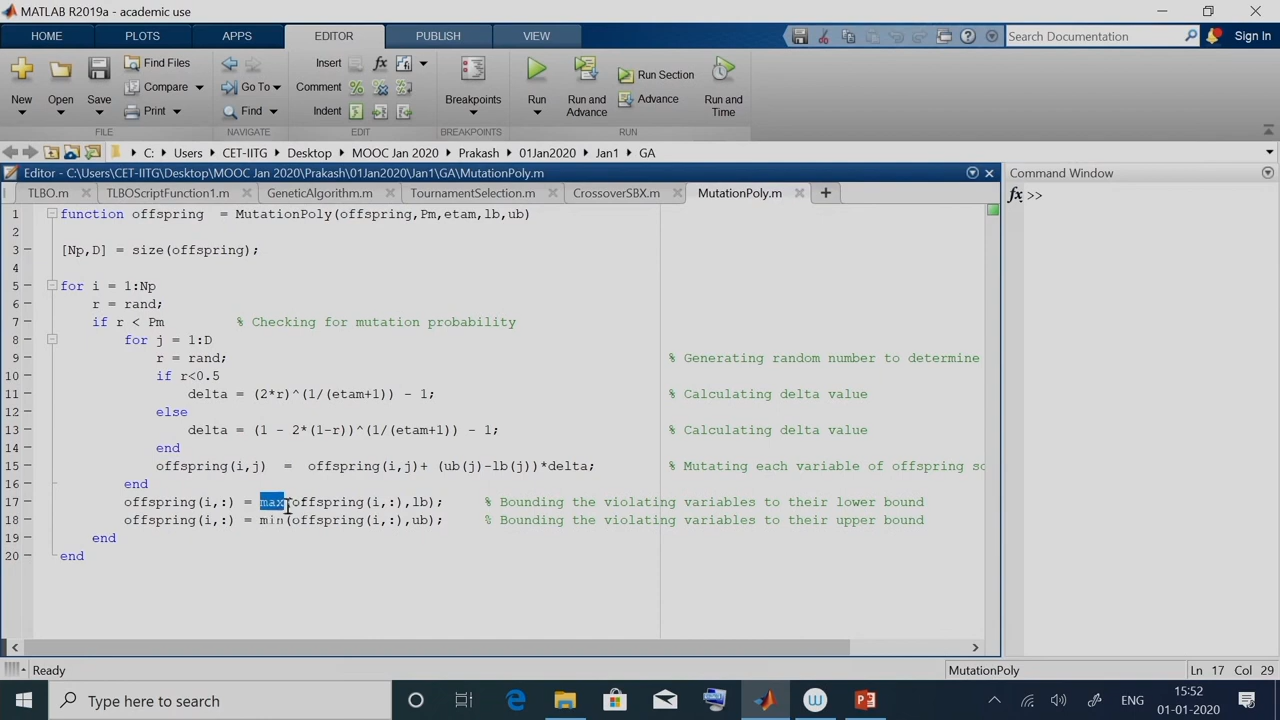 MATLAB R2019a - academic use
HOME PLOTS APPS EDITOR PUBLISH VIEW Search Documentation Sign In
New Open Save Find Files Compare Print Insert Comment Indent Go To Find Breakpoints Run Run and Advance Run Section Advance Run and Time
FILE NAVIGATE EDIT BREAKPOINTS RUN
C: Users CET-IITG Desktop MOOC Jan 2020 Prakash 01Jan2020 Jan1 GA
Editor - C:\Users\CET-IITG\Desktop\MOOC Jan 2020\Prakash\01Jan2020\Jan1\GA\MutationPoly.m Command Window
TLBO.m TLBOScriptFunction1.m GeneticAlgorithm.m TournamentSelection.m CrossoverSBX.m MutationPoly.m fx >>
1 function offspring = MutationPoly(offspring,Pm,etam,lb,ub)
2
3 [Np,D] = size(offspring);
4
5 for i = 1:Np
6 r = rand;
7 if r < Pm % Checking for mutation probability
8 for j = 1:D
9 r = rand; % Generating random number to determine
10 if r<0.5
11 delta = (2*r)^(1/(etam+1)) - 1; % Calculating delta value
12 else
13 delta = (1 - 2*(1-r))^(1/(etam+1)) - 1; % Calculating delta value
14 end
15 offspring(i,j) = offspring(i,j)+ (ub(j)-lb(j))*delta; % Mutating each variable of offspring so
16 end
17 offspring(i,:) = max(offspring(i,:),lb); % Bounding the violating variables to their lower bound
18 offspring(i,:) = min(offspring(i,:),ub); % Bounding the violating variables to their upper bound
19 end
20 end
Ready MutationPoly Ln 17 Col 29
Type here to search ENG 15:52
01-01-2020